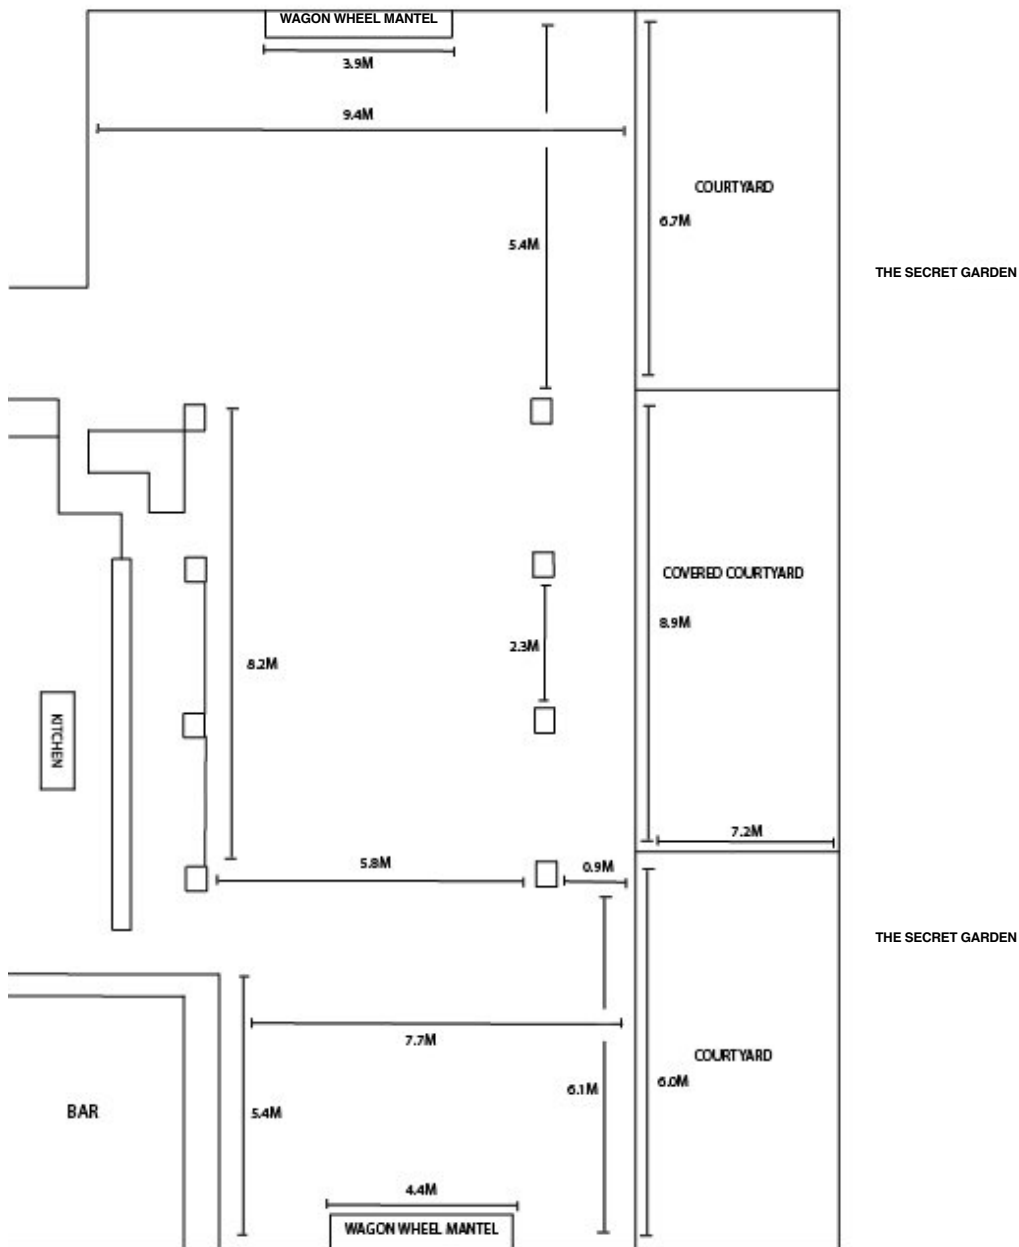 WAGON WHEEL MANTEL
3.9M
9.4M
COURTYARD
6.7M
5.4M
THE SECRET GARDEN
COVERED COURTYARD
8.9M
2.3M
8.2M
KITCHEN
7.2M
5.8M
0.9M
THE SECRET GARDEN
7.7M
COURTYARD
6.0M
6.1M
BAR
5.4M
4.4M
WAGON WHEEL MANTEL